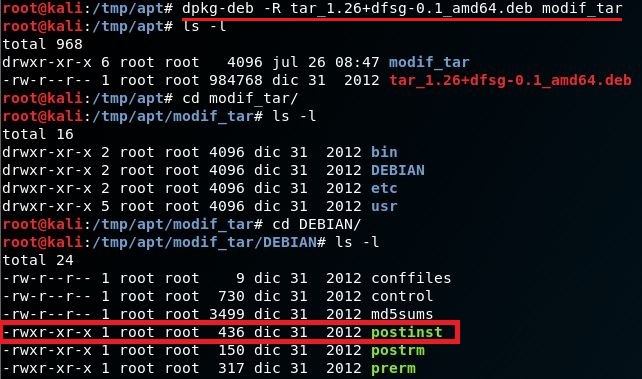 root@kali:/tmp/apt# dpkg-deb -R tar_1.26+dfsg-0.1_amd64.deb modif_tar
root@kali:/tmp/apt# ls -l
total 968
drwxr-xr-x 6 root root   4096 jul 26 08:47 modif_tar
-rw-r--r-- 1 root root 984768 dic 31  2012 tar_1.26+dfsg-0.1_amd64.deb
root@kali:/tmp/apt# cd modif_tar/
root@kali:/tmp/apt/modif_tar# ls -l
total 16
drwxr-xr-x 2 root root 4096 dic 31  2012 bin
drwxr-xr-x 2 root root 4096 dic 31  2012 DEBIAN
drwxr-xr-x 2 root root 4096 dic 31  2012 etc
drwxr-xr-x 5 root root 4096 dic 31  2012 usr
root@kali:/tmp/apt/modif_tar# cd DEBIAN/
root@kali:/tmp/apt/modif_tar/DEBIAN# ls -l
total 24
-rw-r--r-- 1 root root    9 dic 31  2012 conffiles
-rw-r--r-- 1 root root  730 dic 31  2012 control
-rw-r--r-- 1 root root 3499 dic 31  2012 md5sums
-rwxr-xr-x 1 root root  436 dic 31  2012 postinst
-rwxr-xr-x 1 root root  150 dic 31  2012 postrm
-rwxr-xr-x 1 root root  317 dic 31  2012 prerm